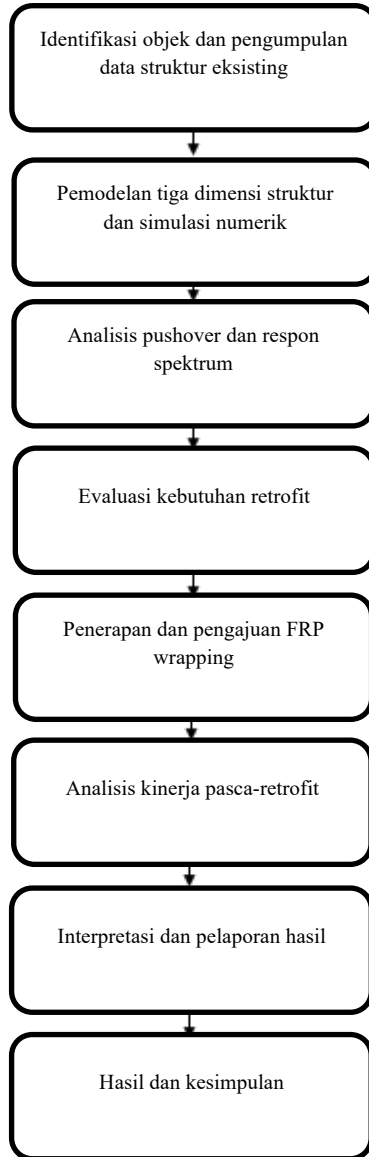 Identifikasi objek dan pengumpulan
data struktur eksisting
Pemodelan tiga dimensi struktur
dan simulasi numerik
Analisis pushover dan respon
spektrum
Evaluasi kebutuhan retrofit
Penerapan dan pengajuan FRP
wrapping
Analisis kinerja pasca-retrofit
Interpretasi dan pelaporan hasil
Hasil dan kesimpulan